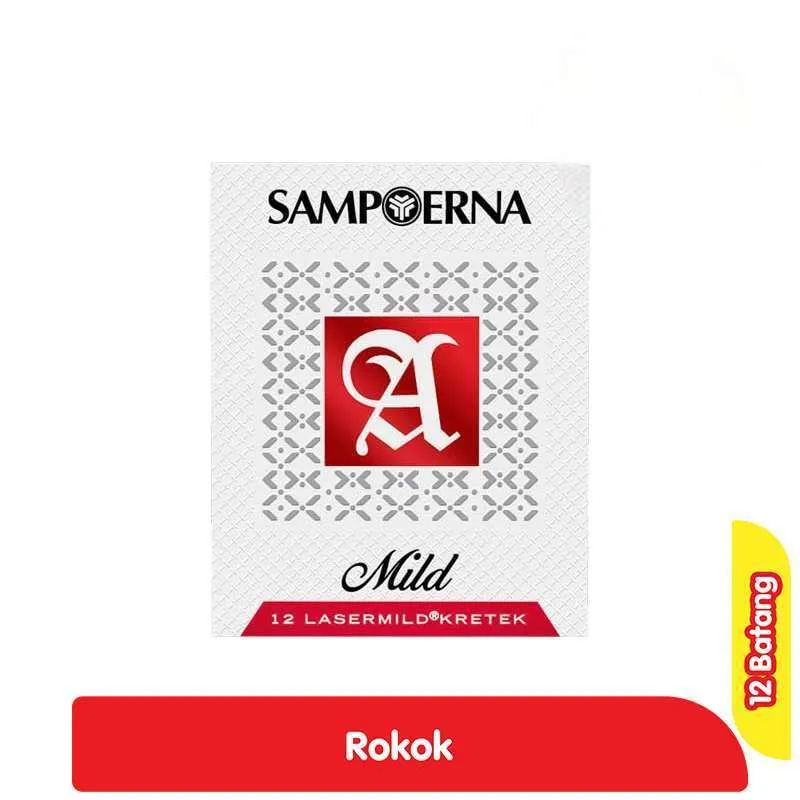 SAMPOERNA
A
Mild
12 LASERMILD®KRETEK
12 Batang
Rokok